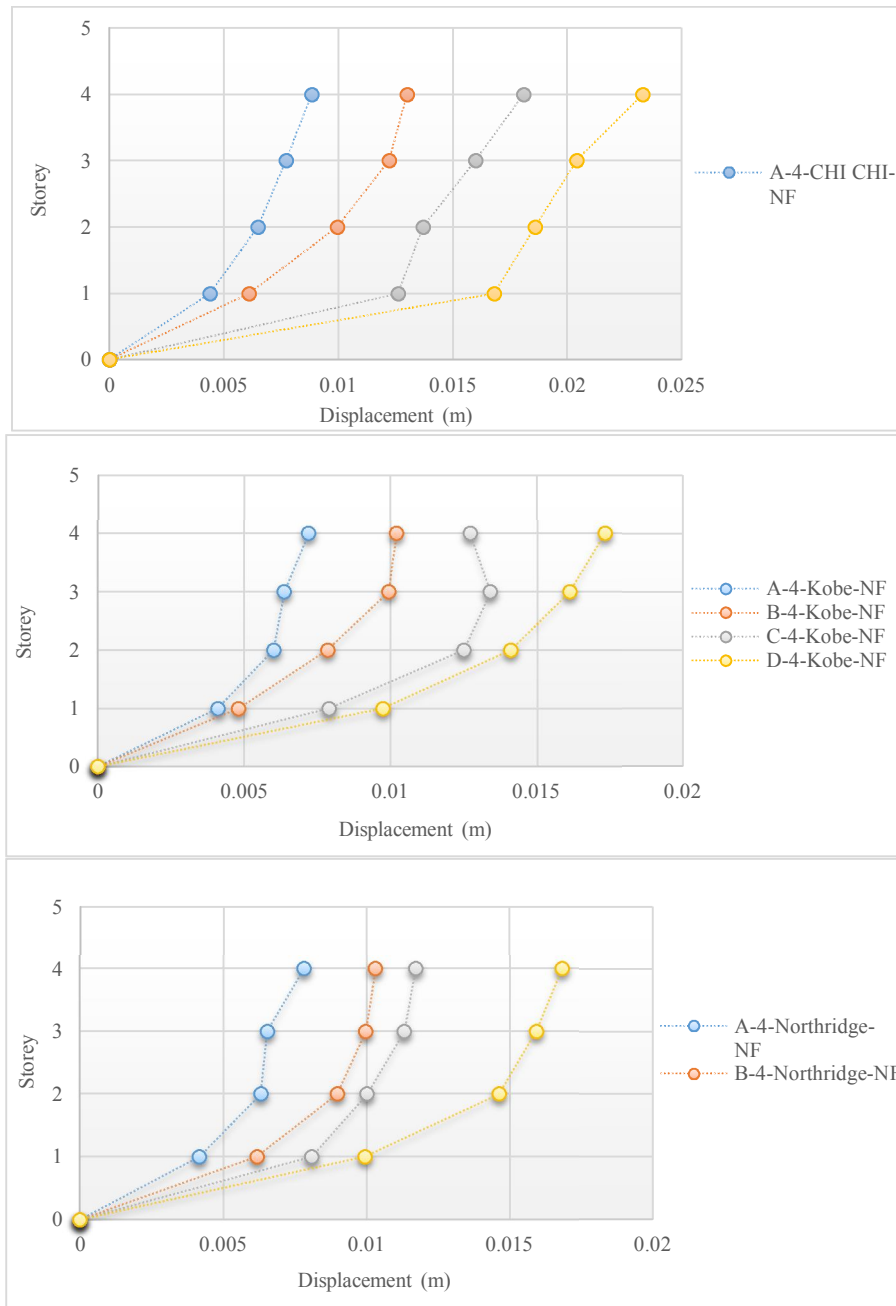 5
4
3
2
1
0
Storey
0 0.005 0.01 0.015 0.02 0.025
Displacement (m)
A-4-CHI CHI-
NF
5
4
3
2
1
0
Storey
0 0.005 0.01 0.015 0.02
Displacement (m)
A-4-Kobe-NF
B-4-Kobe-NF
C-4-Kobe-NF
D-4-Kobe-NF
5
4
3
2
1
0
Storey
0 0.005 0.01 0.015 0.02
Displacement (m)
A-4-Northridge-
NF
B-4-Northridge-NF